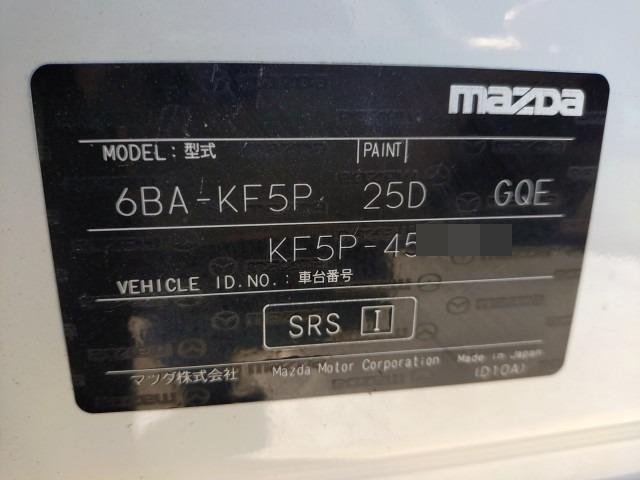 mazda
MODEL: 型式 PAINT
6BA-KF5P 25D GQE
KF5P-45
VEHICLE ID.NO.: 車台番号
SRS I
マツダ株式会社 Mazda Motor Corporation Made in Japan
(D10A)